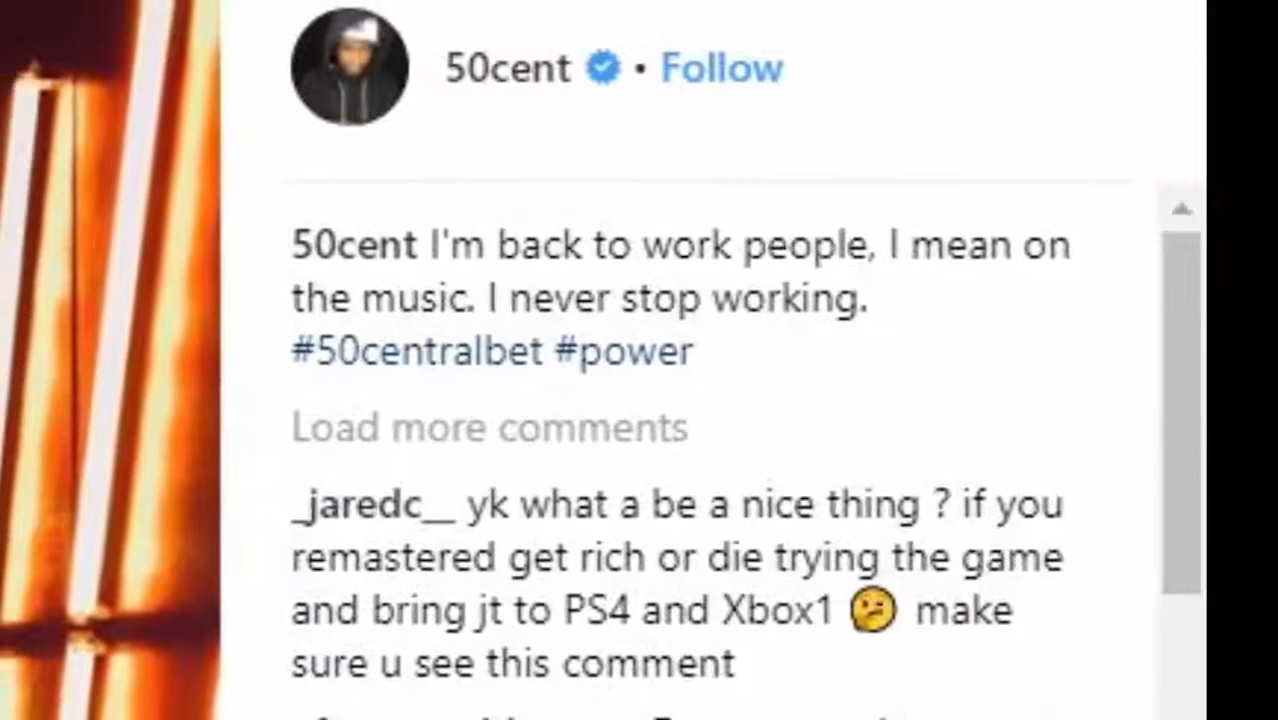 50cent • Follow
50cent I'm back to work people, I mean on
the music. I never stop working.
#50centralbet #power
Load more comments
_jaredc__ yk what a be a nice thing ? if you
remastered get rich or die trying the game
and bring jt to PS4 and Xbox1 🤔 make
sure u see this comment